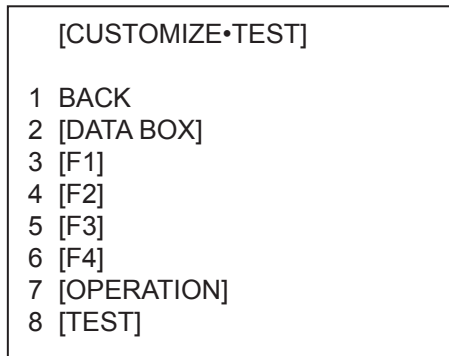 [CUSTOMIZE•TEST]
1 BACK
2 [DATA BOX]
3 [F1]
4 [F2]
5 [F3]
6 [F4]
7 [OPERATION]
8 [TEST]